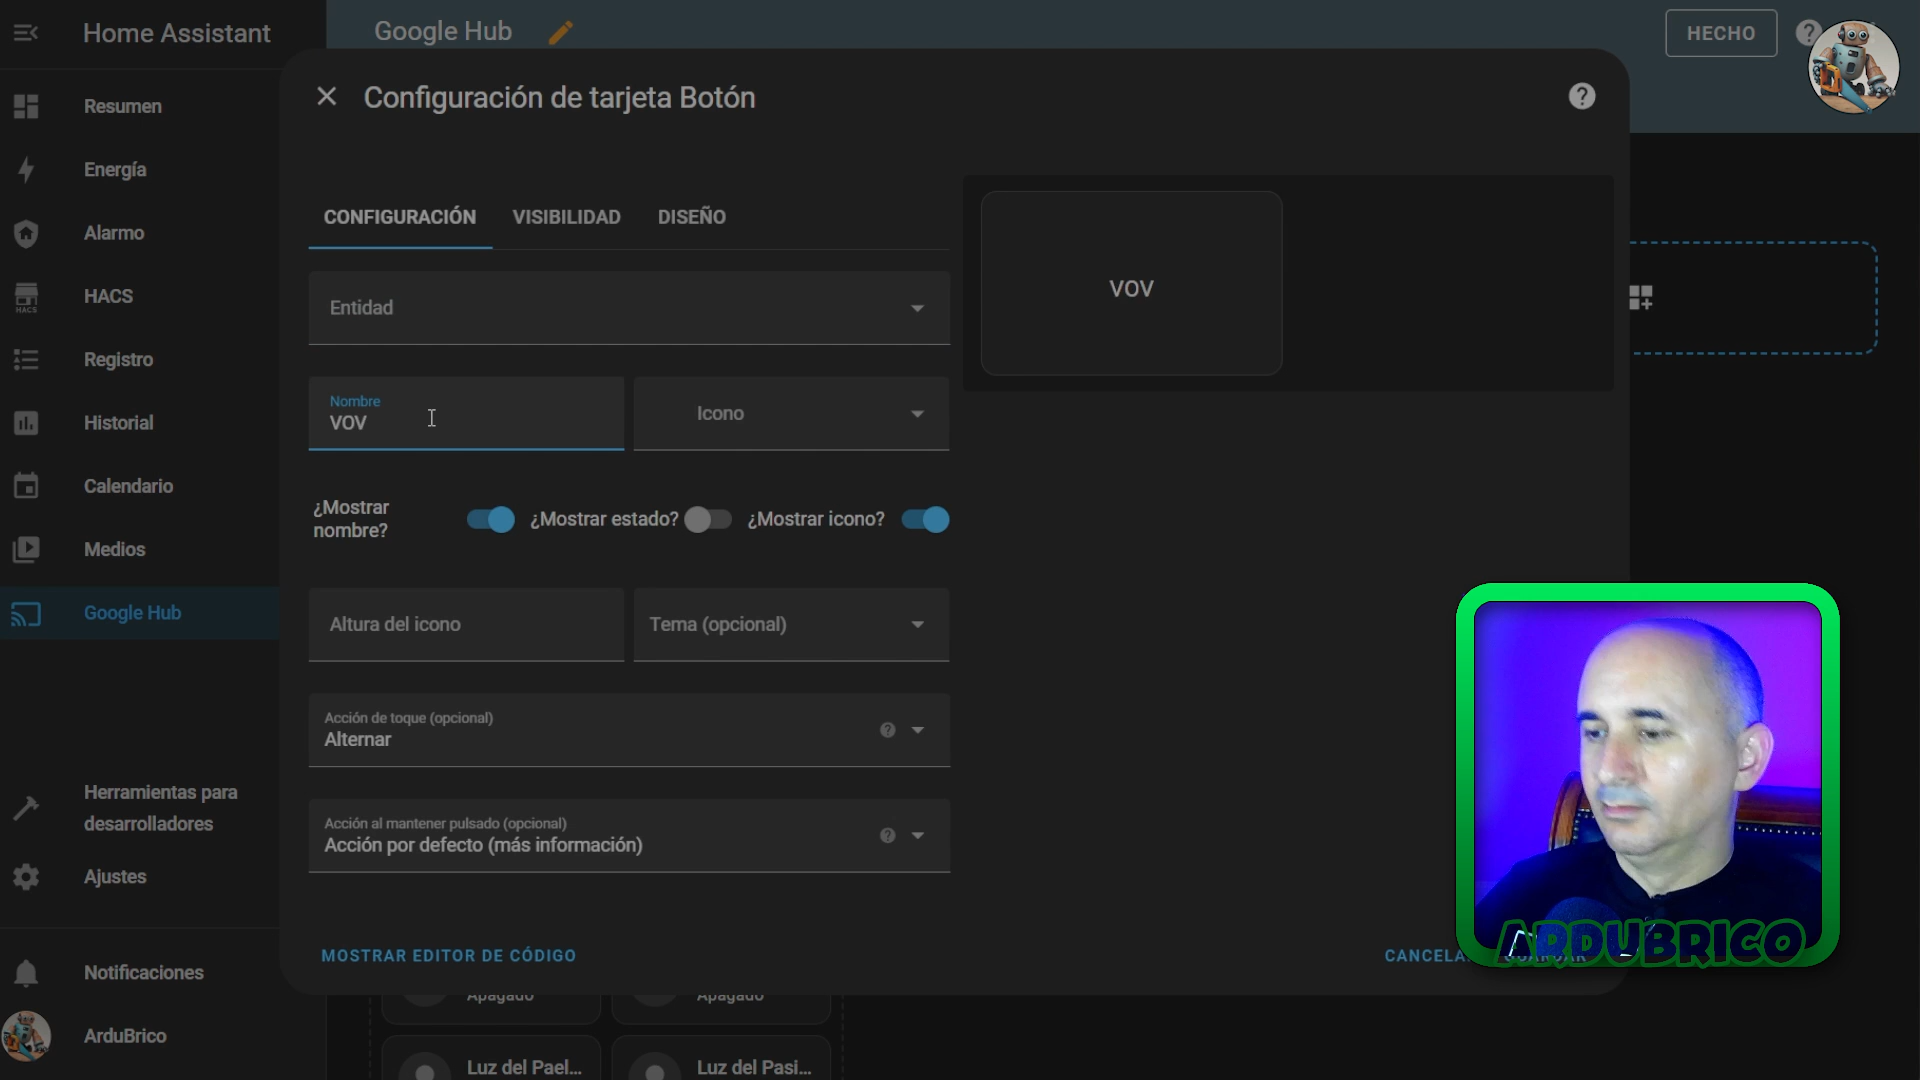 Home Assistant
Google Hub
HECHO
Configuración de tarjeta Botón
Resumen
Energía
Alarmo
HACS
HACS
Registro
Historial
Calendario
Medios
Google Hub
Herramientas para
desarrolladores
Ajustes
Notificaciones
ArduBrico
CONFIGURACIÓN
VISIBILIDAD
DISEÑO
Entidad
Nombre
VOV
Icono
¿Mostrar
nombre?
¿Mostrar estado?
¿Mostrar icono?
Altura del icono
Tema (opcional)
Acción de toque (opcional)
Alternar
Acción al mantener pulsado (opcional)
Acción por defecto (más información)
MOSTRAR EDITOR DE CÓDIGO
VOV
ARDUBRICO
Apagado
Apagado
Luz del Pael...
Luz del Pasi...